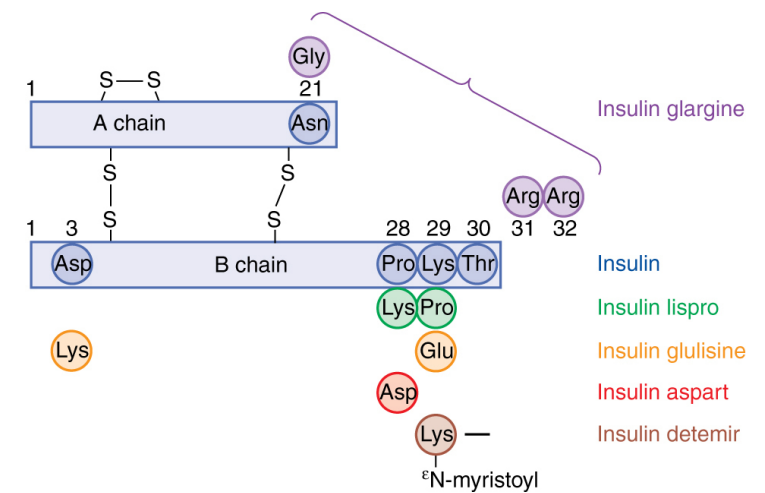 Gly
1 S S 21
A chain Asn Insulin glargine
S S
Arg Arg
S S
1 3 28 29 30 31 32
Asp B chain Pro Lys Thr Insulin
Lys Pro Insulin lispro
Lys Glu Insulin glulisine
Asp Insulin aspart
Lys — Insulin detemir
εN-myristoyl